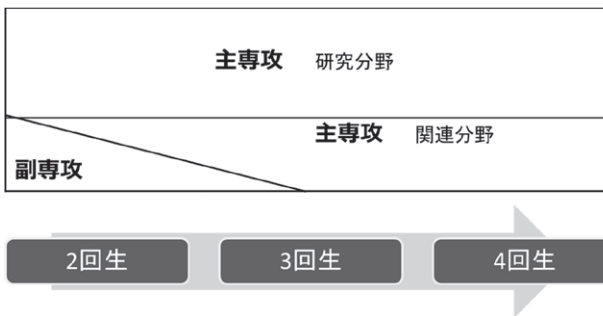 主専攻 研究分野
主専攻 関連分野
副専攻
2回生 3回生 4回生